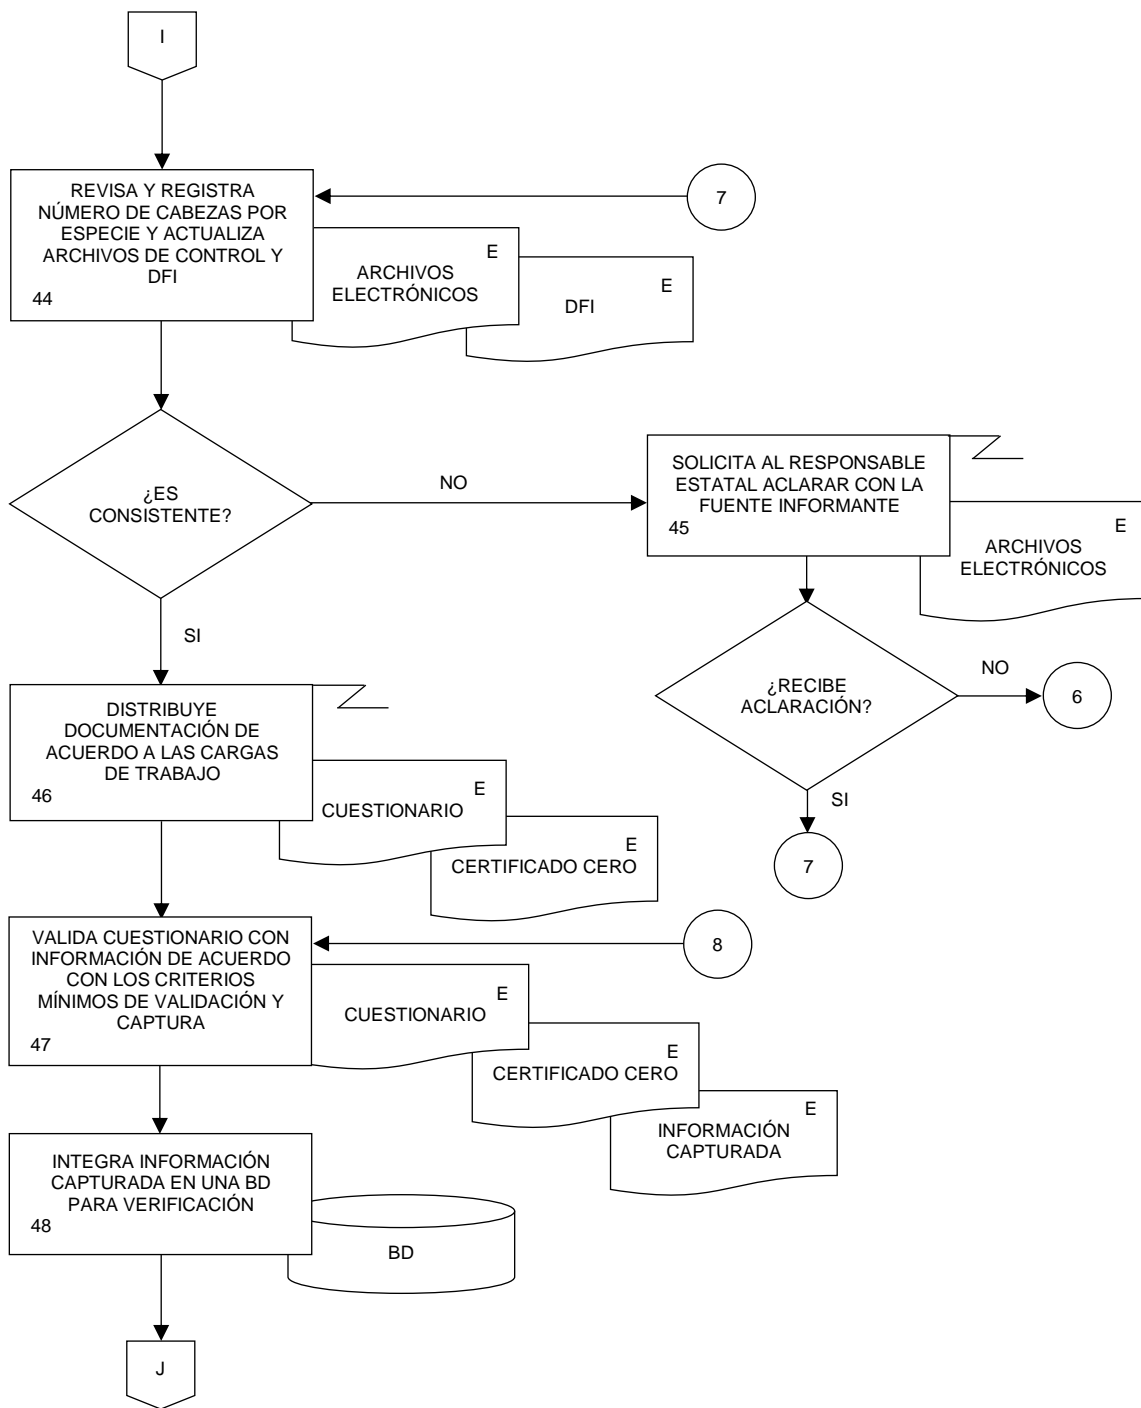 I
REVISA Y REGISTRA
NÚMERO DE CABEZAS POR
ESPECIE Y ACTUALIZA
ARCHIVOS DE CONTROL Y
DFI
44
7
E
ARCHIVOS
ELECTRÓNICOS
E
DFI
¿ES
CONSISTENTE?
NO
SOLICITA AL RESPONSABLE
ESTATAL ACLARAR CON LA
FUENTE INFORMANTE
45
E
ARCHIVOS
ELECTRÓNICOS
SI
¿RECIBE
ACLARACIÓN?
NO
6
SI
7
DISTRIBUYE
DOCUMENTACIÓN DE
ACUERDO A LAS CARGAS
DE TRABAJO
46
E
CUESTIONARIO
E
CERTIFICADO CERO
VALIDA CUESTIONARIO CON
INFORMACIÓN DE ACUERDO
CON LOS CRITERIOS
MÍNIMOS DE VALIDACIÓN Y
CAPTURA
47
8
E
CUESTIONARIO
E
CERTIFICADO CERO
E
INFORMACIÓN
CAPTURADA
INTEGRA INFORMACIÓN
CAPTURADA EN UNA BD
PARA VERIFICACIÓN
48
BD
J